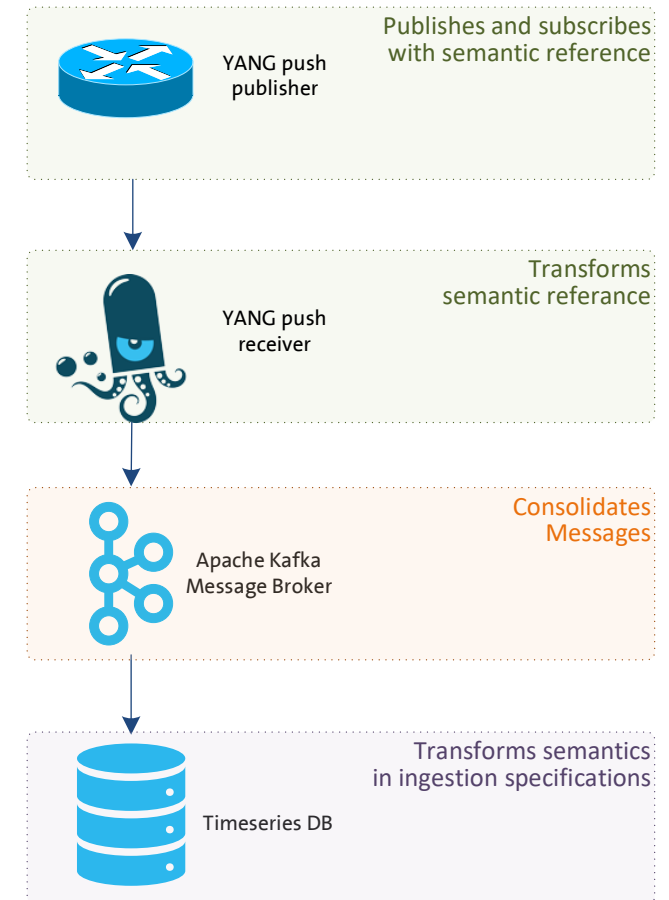 Publishes and subscribes
with semantic reference
YANG push
publisher
Transforms
semantic referance
YANG push
receiver
Consolidates
Messages
Apache Kafka
Message Broker
Transforms semantics
in ingestion specifications
Timeseries DB